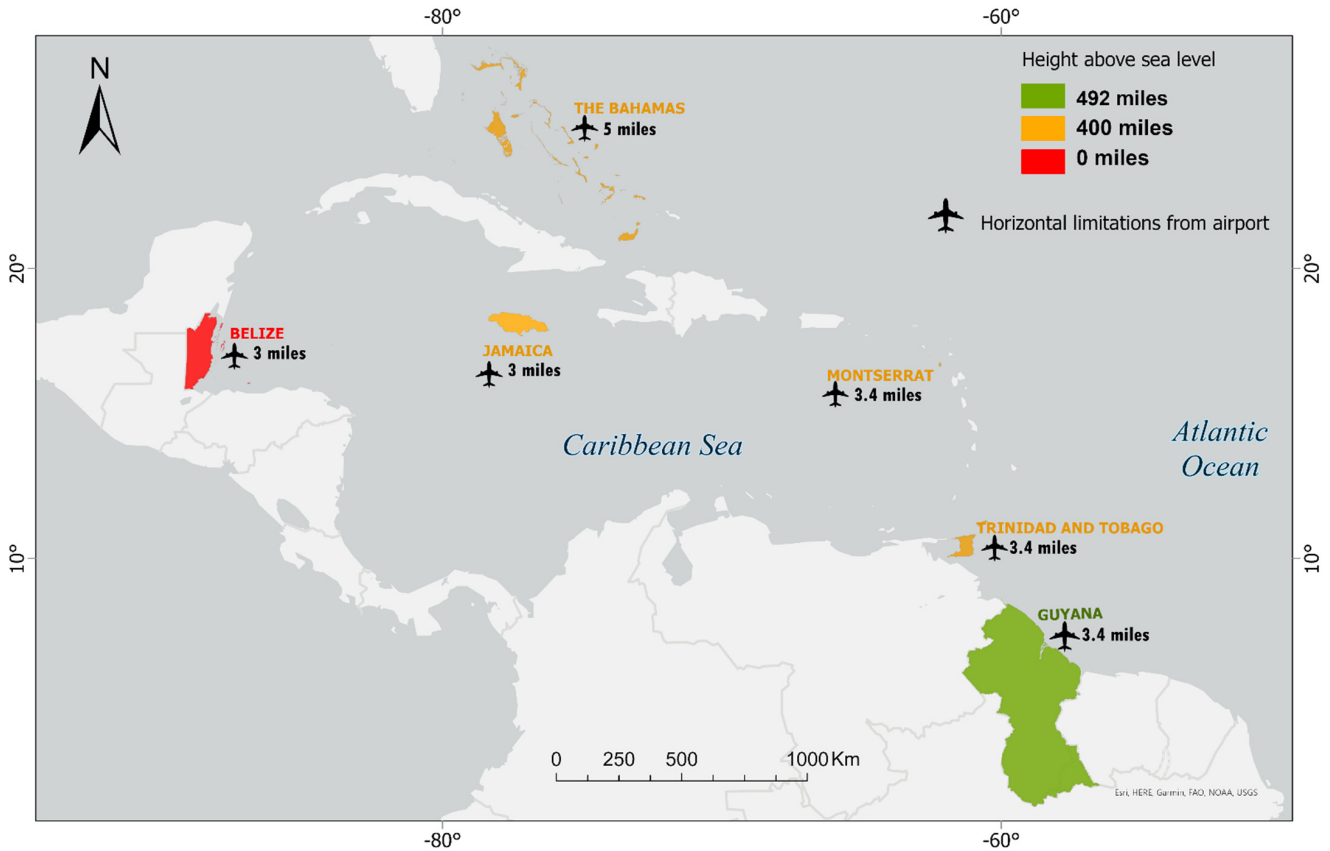 -80°
-60°
N
Height above sea level
492 miles
400 miles
0 miles
Horizontal limitations from airport
THE BAHAMAS
5 miles
20°
20°
BELIZE
3 miles
JAMAICA
3 miles
MONTSERRAT
3.4 miles
Caribbean Sea
Atlantic
Ocean
TRINIDAD AND TOBAGO
3.4 miles
10°
10°
GUYANA
3.4 miles
0 250 500 1000 Km
Esri, HERE, Garmin, FAO, NOAA, USGS
-80°
-60°